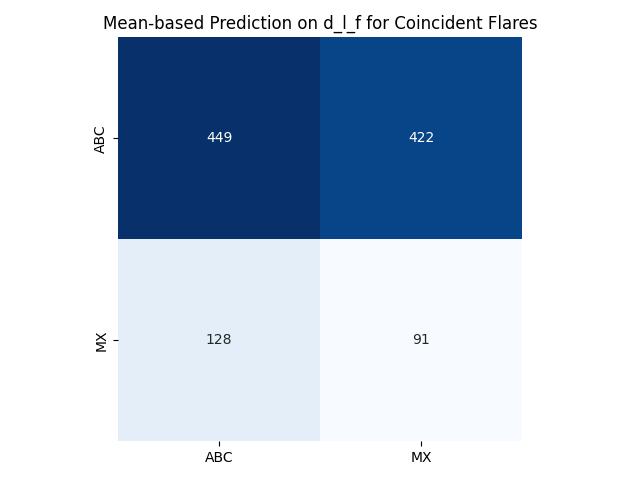 Mean-based Prediction on d_l_f for Coincident Flares
ABC
449 422
MX
128 91
ABC MX